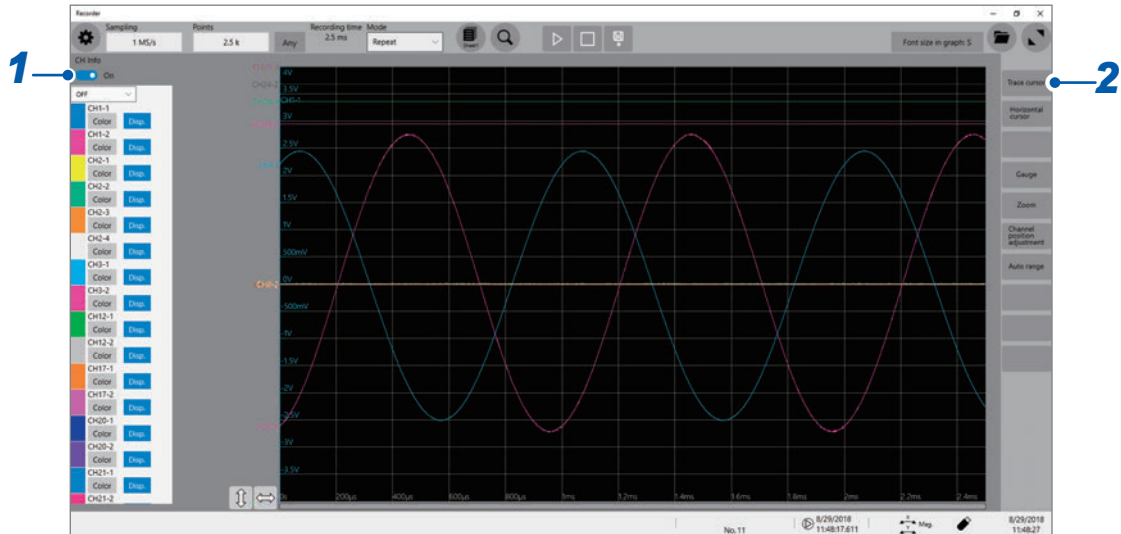 Recorder
Sampling
Points
Recording time
Mode
1 MS/s
2.5 k
Any
2.5 ms
Repeat
Font size in graph: S
1
CH Info
On
OFF
CH1-1
Color Disp.
CH1-2
Color Disp.
CH2-1
Color Disp.
CH2-2
Color Disp.
CH2-3
Color Disp.
CH2-4
Color Disp.
CH3-1
Color Disp.
CH3-2
Color Disp.
CH12-1
Color Disp.
CH12-2
Color Disp.
CH17-1
Color Disp.
CH17-2
Color Disp.
CH20-1
Color Disp.
CH20-2
Color Disp.
CH21-1
Color Disp.
CH21-2
4V
3.5V
3V
2.5V
2V
1.5V
1V
500mV
0V
-500mV
-1V
-1.5V
-2V
-2.5V
-3V
-3.5V
0s
200µs
400µs
600µs
800µs
1ms
1.2ms
1.4ms
1.6ms
1.8ms
2ms
2.2ms
2.4ms
Trace cursor
2
Horizontal
cursor
Gauge
Zoom
Channel
position
adjustment
Auto range
No.11
8/29/2018
11:48:17.611
X
Y
Mag.
8/29/2018
11:48:27